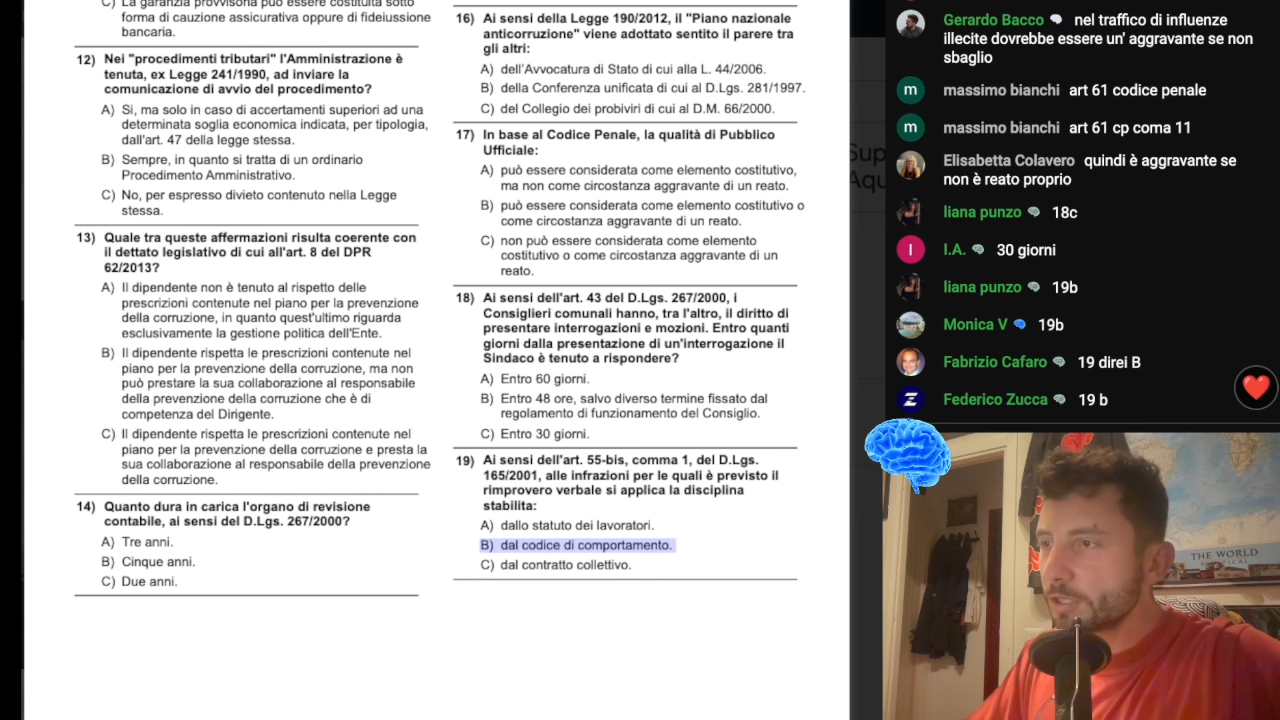 C) La garanzia provvisoria può essere costituita sotto
forma di cauzione assicurativa oppure di fideiussione
bancaria.
12) Nei "procedimenti tributari" l'Amministrazione è
tenuta, ex Legge 241/1990, ad inviare la
comunicazione di avvio del procedimento?
A) Si, ma solo in caso di accertamenti superiori ad una
determinata soglia economica indicata, per tipologia,
dall'art. 47 della legge stessa.
B) Sempre, in quanto si tratta di un ordinario
Procedimento Amministrativo.
C) No, per espresso divieto contenuto nella Legge
stessa.
13) Quale tra queste affermazioni risulta coerente con
il dettato legislativo di cui all'art. 8 del DPR
62/2013?
A) Il dipendente non è tenuto al rispetto delle
prescrizioni contenute nel piano per la prevenzione
della corruzione, in quanto quest'ultimo riguarda
esclusivamente la gestione politica dell'Ente.
B) Il dipendente rispetta le prescrizioni contenute nel
piano per la prevenzione della corruzione, ma non
può prestare la sua collaborazione al responsabile
della prevenzione della corruzione che è di
competenza del Dirigente.
C) Il dipendente rispetta le prescrizioni contenute nel
piano per la prevenzione della corruzione e presta la
sua collaborazione al responsabile della prevenzione
della corruzione.
14) Quanto dura in carica l'organo di revisione
contabile, ai sensi del D.Lgs. 267/2000?
A) Tre anni.
B) Cinque anni.
C) Due anni.
16) Ai sensi della Legge 190/2012, il "Piano nazionale
anticorruzione" viene adottato sentito il parere tra
gli altri:
A) dell'Avvocatura di Stato di cui alla L. 44/2006.
B) della Conferenza unificata di cui al D.Lgs. 281/1997.
C) del Collegio dei probiviri di cui al D.M. 66/2000.
17) In base al Codice Penale, la qualità di Pubblico
Ufficiale:
A) può essere considerata come elemento costitutivo,
ma non come circostanza aggravante di un reato.
B) può essere considerata come elemento costitutivo o
come circostanza aggravante di un reato.
C) non può essere considerata come elemento
costitutivo o come circostanza aggravante di un
reato.
18) Ai sensi dell'art. 43 del D.Lgs. 267/2000, i
Consiglieri comunali hanno, tra l'altro, il diritto di
presentare interrogazioni e mozioni. Entro quanti
giorni dalla presentazione di un'interrogazione il
Sindaco è tenuto a rispondere?
A) Entro 60 giorni.
B) Entro 48 ore, salvo diverso termine fissato dal
regolamento di funzionamento del Consiglio.
C) Entro 30 giorni.
19) Ai sensi dell'art. 55-bis, comma 1, del D.Lgs.
165/2001, alle infrazioni per le quali è previsto il
rimprovero verbale si applica la disciplina
stabilita:
A) dallo statuto dei lavoratori.
B) dal codice di comportamento.
C) dal contratto collettivo.
Sup
Aqu
Gerardo Bacco nel traffico di influenze
illecite dovrebbe essere un' aggravante se non
sbaglio
m massimo bianchi art 61 codice penale
m massimo bianchi art 61 cp coma 11
Elisabetta Colavero quindi è aggravante se
non è reato proprio
liana punzo 18c
I I.A. 30 giorni
liana punzo 19b
Monica V 19b
Fabrizio Cafaro 19 direi B
Z Federico Zucca 19 b
THE WORLD